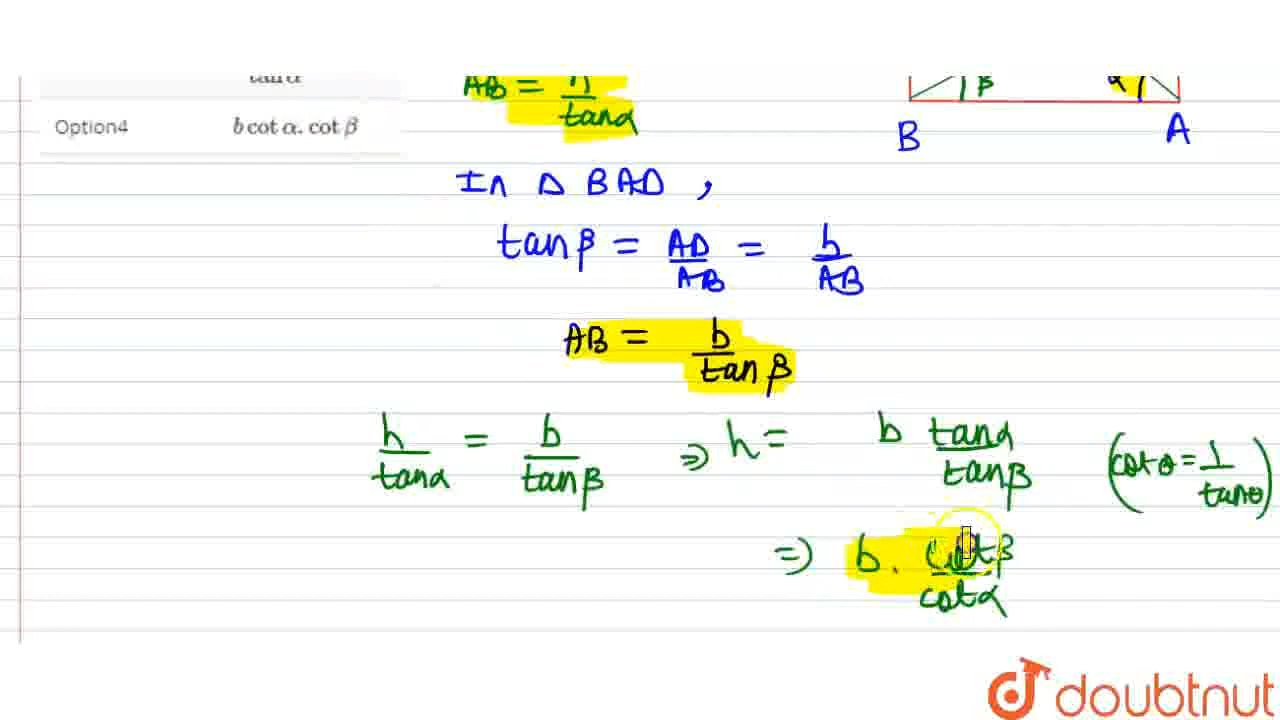 tan α
Option4 b cot α. cot β
AB = h
tanα
β α
B A
In Δ BAD ,
tanβ = AD = b
AB AB
AB = b
tanβ
h = b ⇒ h = b tanα (cotθ = 1
tanα tanβ tanβ tanθ)
⇒ b. cotβ
cotα
doubtnut